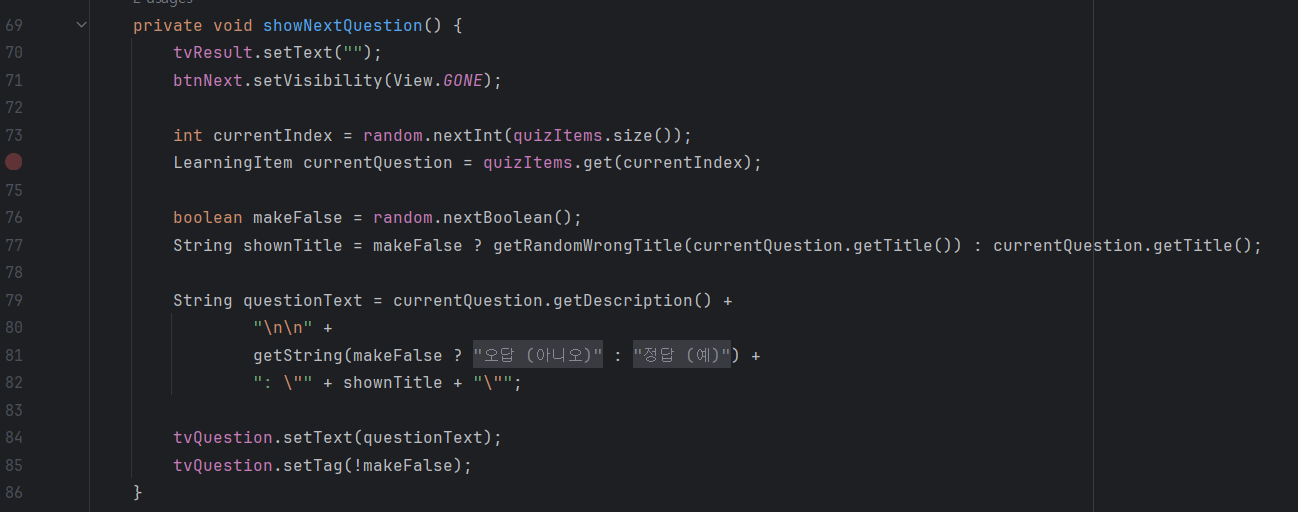 2 usages
69 private void showNextQuestion() {
70 tvResult.setText("");
71 btnNext.setVisibility(View.GONE);
72
73 int currentIndex = random.nextInt(quizItems.size());
LearningItem currentQuestion = quizItems.get(currentIndex);
75
76 boolean makeFalse = random.nextBoolean();
77 String shownTitle = makeFalse ? getRandomWrongTitle(currentQuestion.getTitle()) : currentQuestion.getTitle();
78
79 String questionText = currentQuestion.getDescription() +
80 "\n\n" +
81 getString(makeFalse ? "오답 (아니오)" : "정답 (예)") +
82 ": \"" + shownTitle + "\"";
83
84 tvQuestion.setText(questionText);
85 tvQuestion.setTag(!makeFalse);
86 }